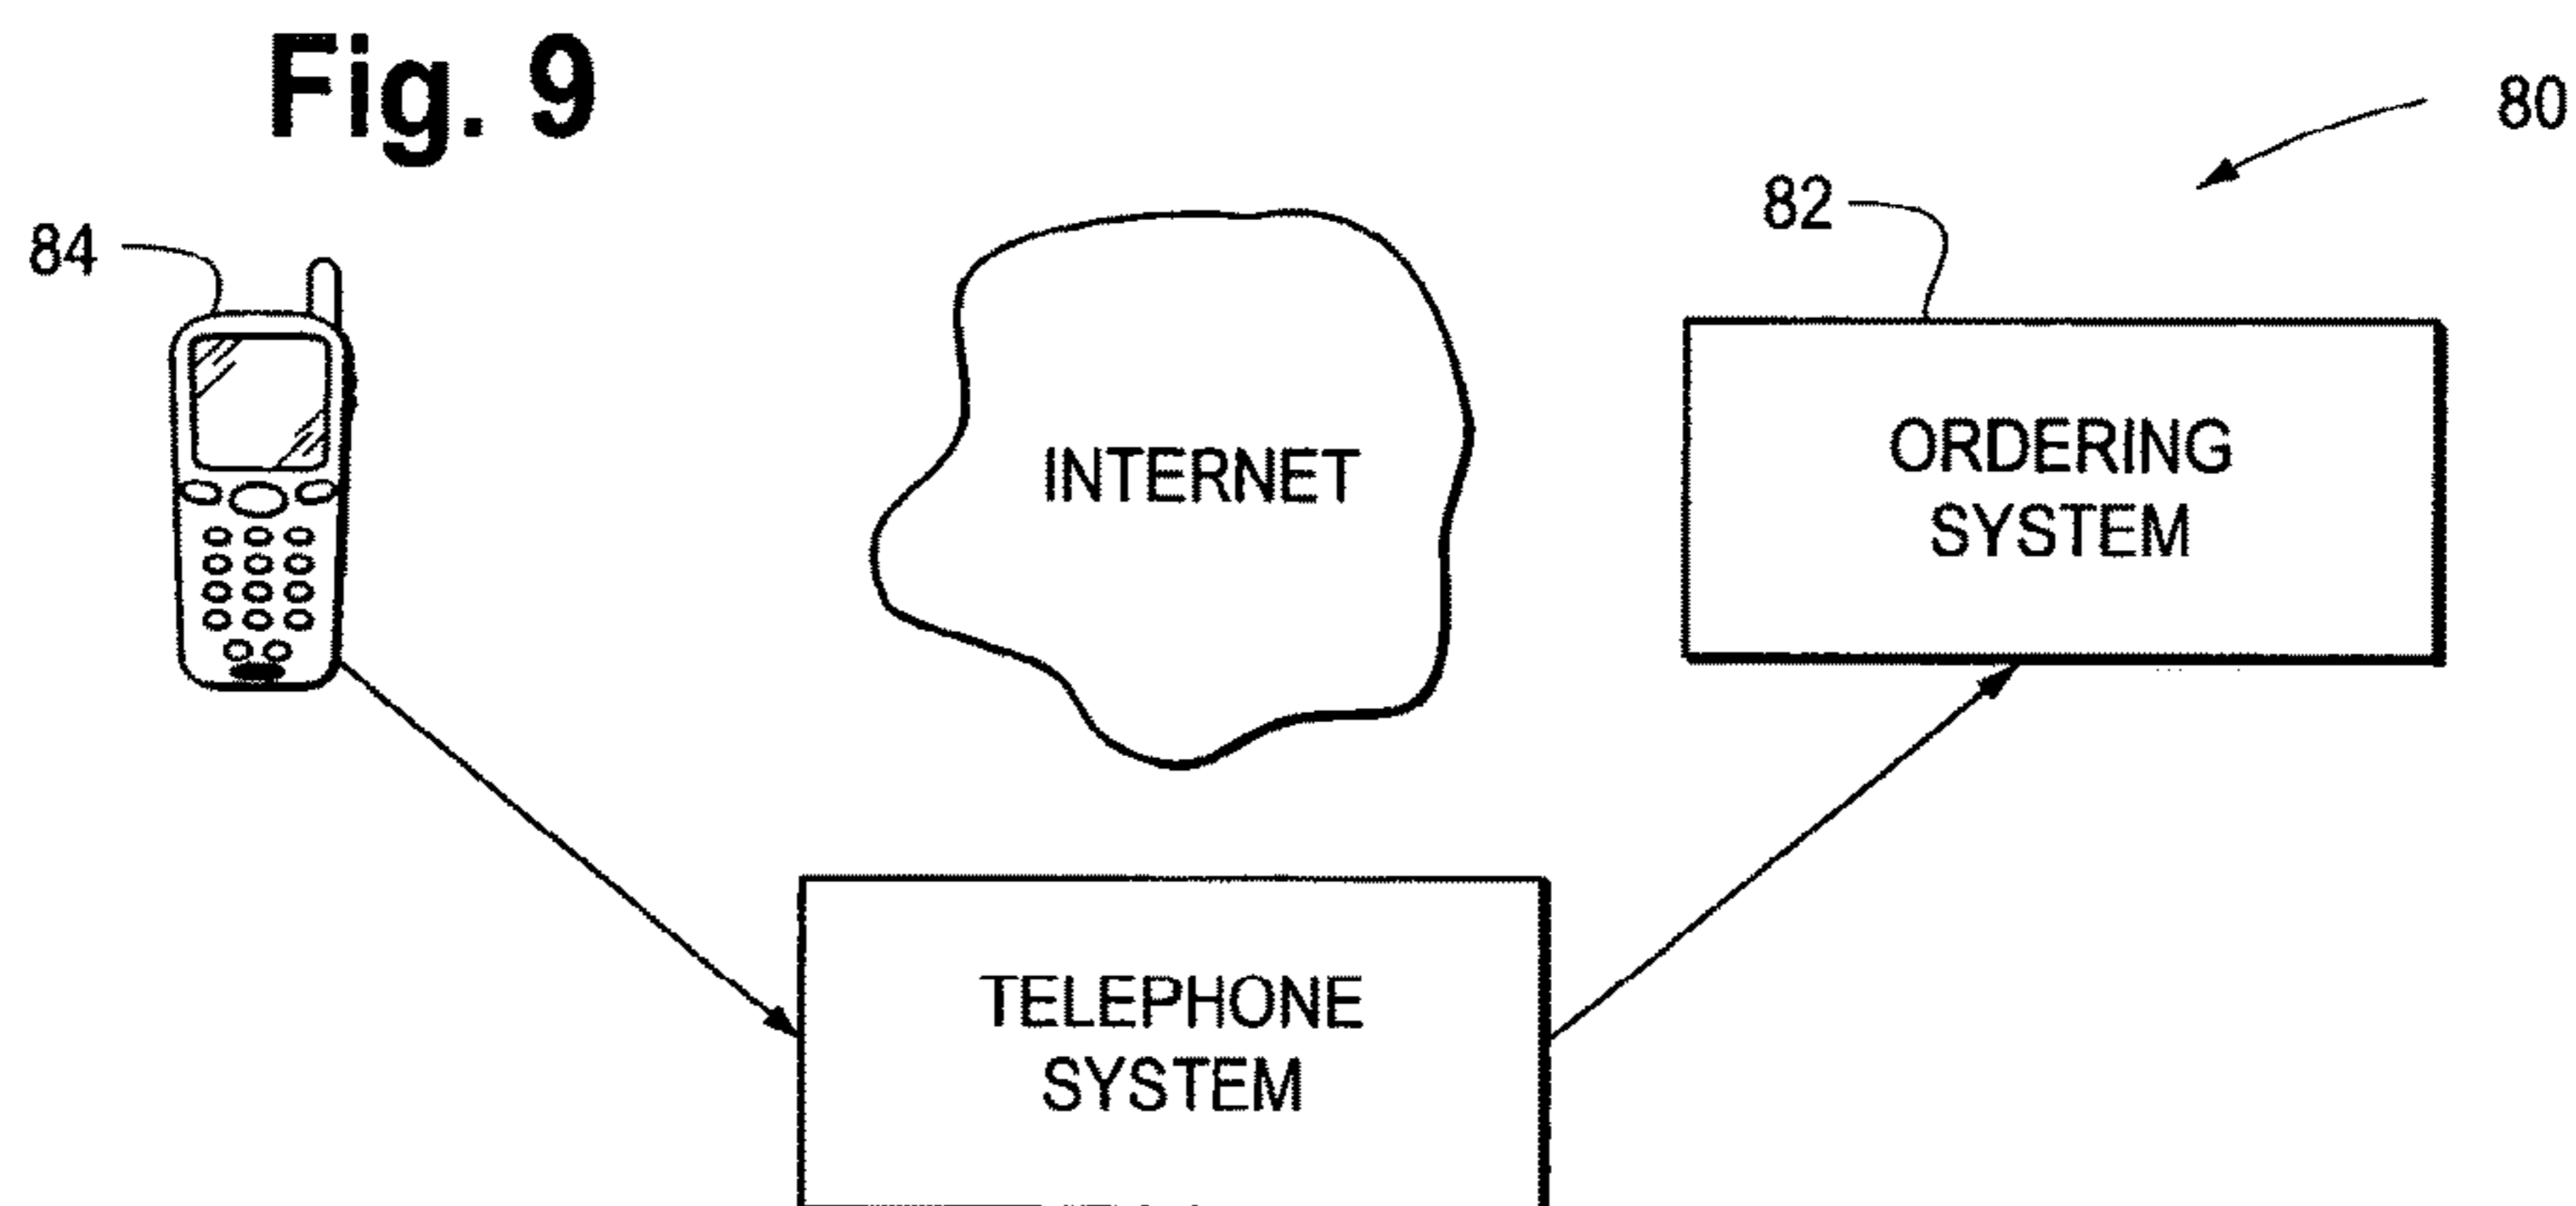 Fig. 9
80
82
84
INTERNET
ORDERING
SYSTEM
TELEPHONE
SYSTEM